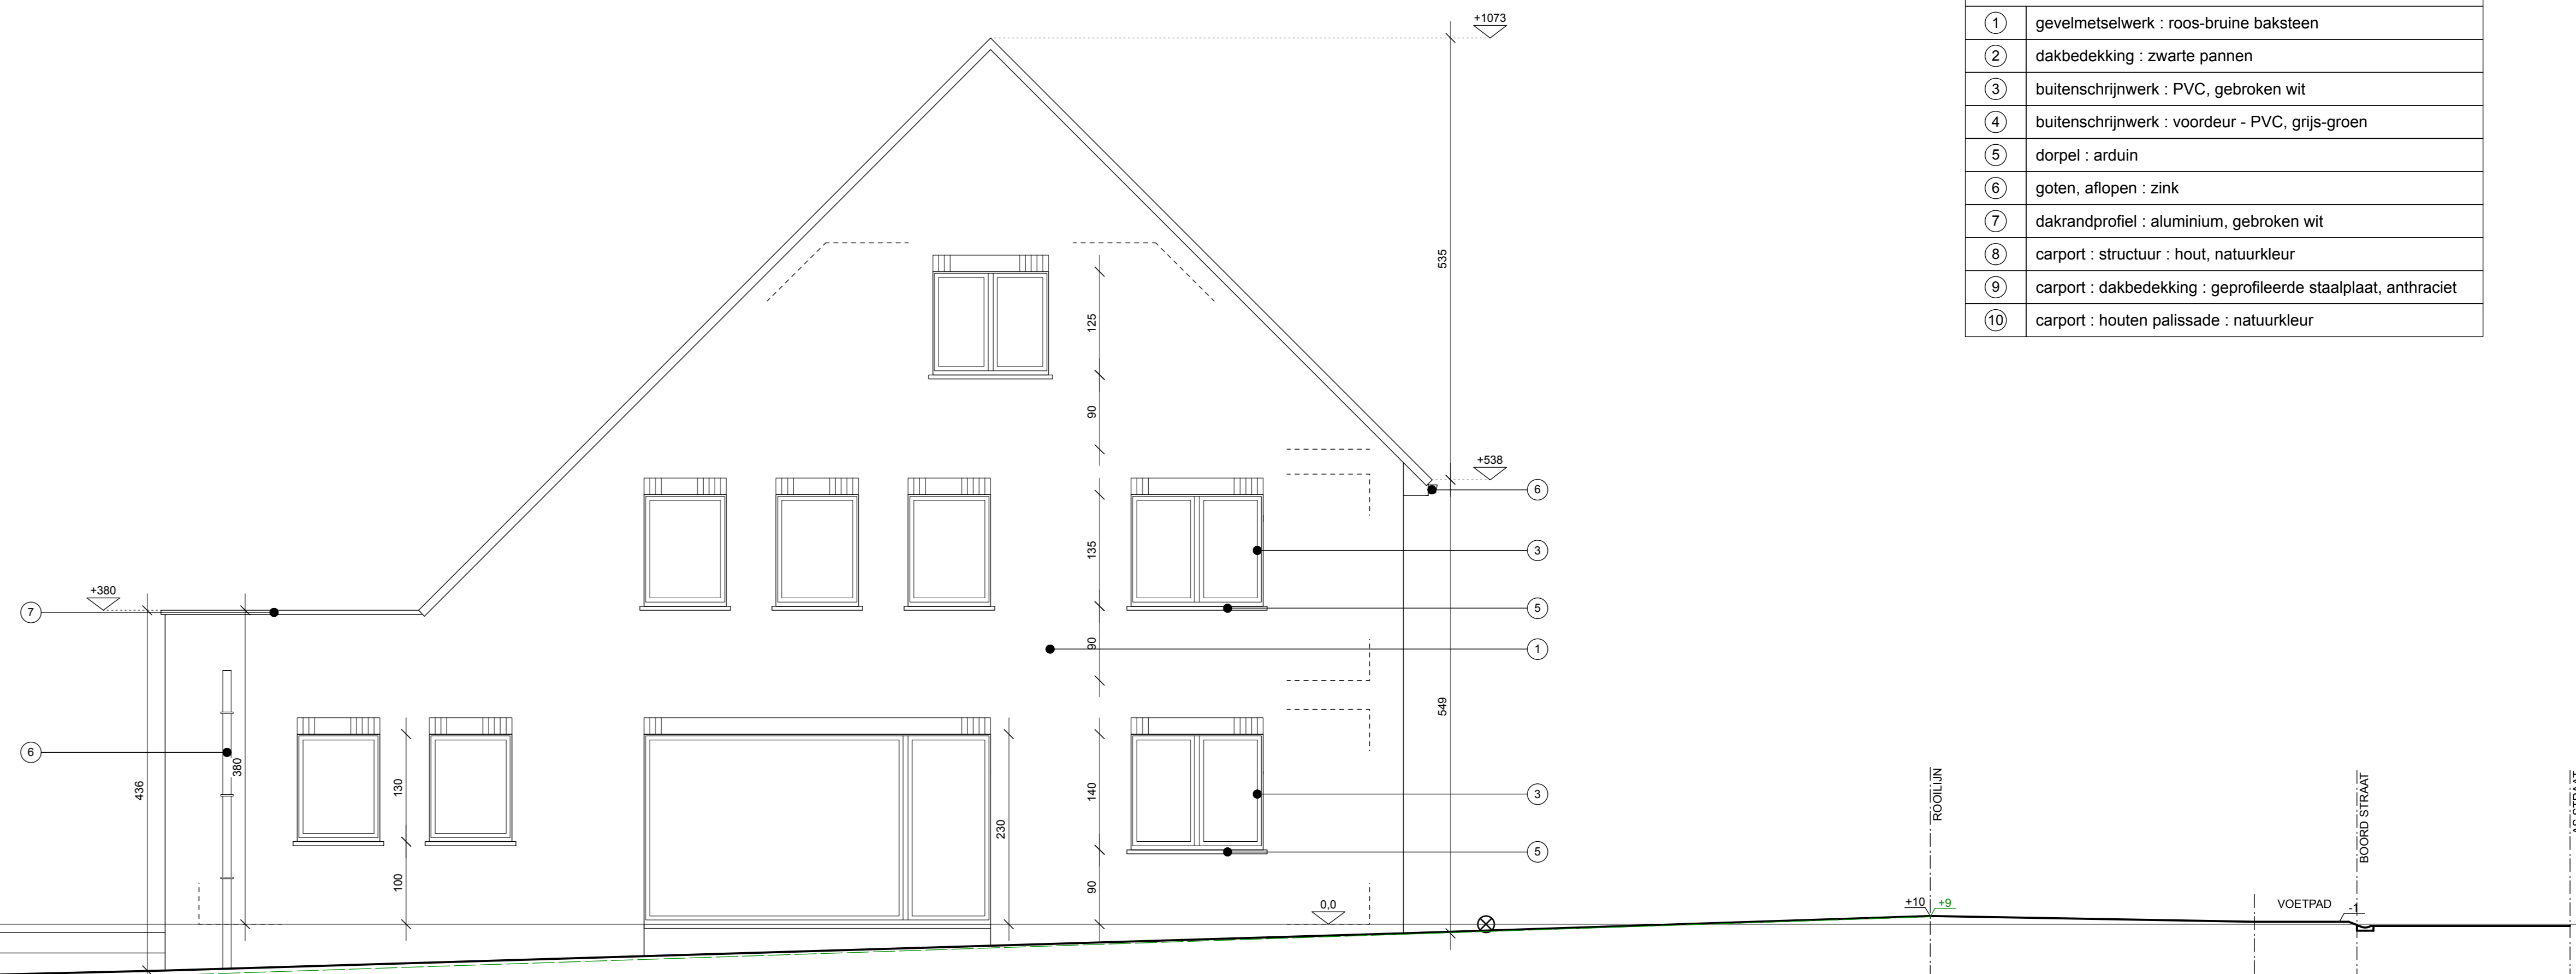 1 gevelmetselwerk : roos-bruine baksteen
2 dakbedekking : zwarte pannen
3 buitenschrijnwerk : PVC, gebroken wit
4 buitenschrijnwerk : voordeur - PVC, grijs-groen
5 dorpel : arduin
6 goten, aflopen : zink
7 dakrandprofiel : aluminium, gebroken wit
8 carport : structuur : hout, natuurkleur
9 carport : dakbedekking : geprofileerde staalplaat, anthraciet
10 carport : houten palissade : natuurkleur
+1073
535
125
90
+538
6
135
3
+380
7
5
90
1
549
6
436
380
130
100
230
140
90
3
5
0,0
ROOILIJN
+10
+9
VOETPAD
-1
BOORD STRAAT
AS STRAAT